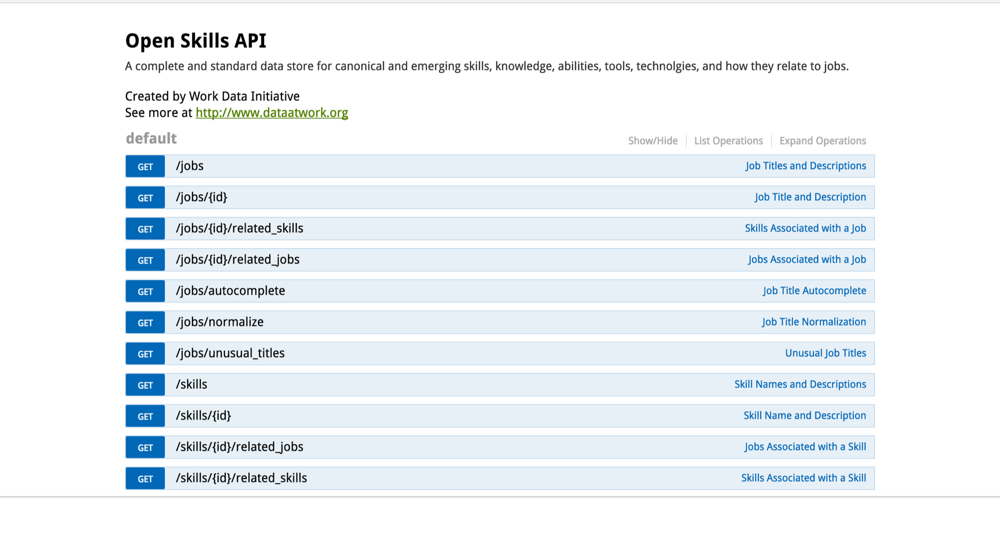 Open Skills API
A complete and standard data store for canonical and emerging skills, knowledge, abilities, tools, technolgies, and how they relate to jobs.
Created by Work Data Initiative
See more at http://www.dataatwork.org
default Show/Hide List Operations Expand Operations
GET /jobs Job Titles and Descriptions
GET /jobs/{id} Job Title and Description
GET /jobs/{id}/related_skills Skills Associated with a Job
GET /jobs/{id}/related_jobs Jobs Associated with a Job
GET /jobs/autocomplete Job Title Autocomplete
GET /jobs/normalize Job Title Normalization
GET /jobs/unusual_titles Unusual Job Titles
GET /skills Skill Names and Descriptions
GET /skills/{id} Skill Name and Description
GET /skills/{id}/related_jobs Jobs Associated with a Skill
GET /skills/{id}/related_skills Skills Associated with a Skill